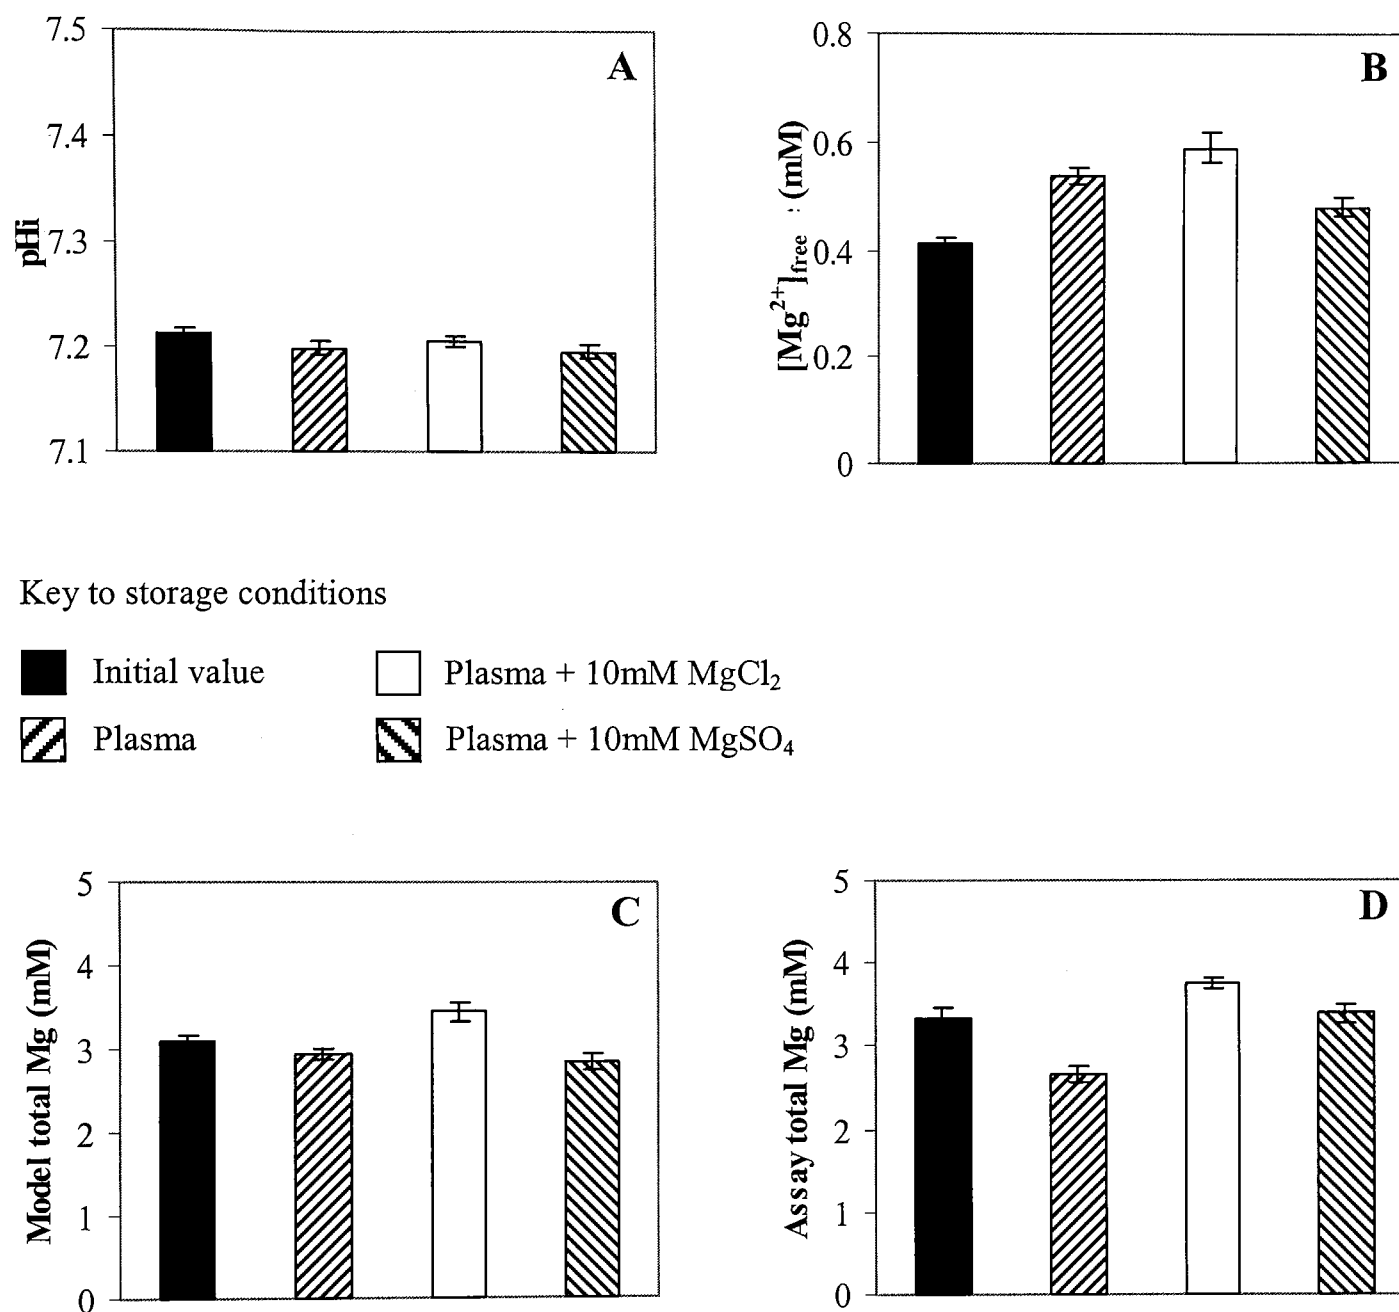 A
7.5
7.4
7.3
7.2
7.1
pHi
B
0.8
0.6
0.4
0.2
0
[Mg²⁺]free : (mM)
Key to storage conditions
Initial value
Plasma + 10mM MgCl₂
Plasma
Plasma + 10mM MgSO₄
C
5
4
3
2
1
0
Model total Mg (mM)
D
5
4
3
2
1
0
Assay total Mg (mM)